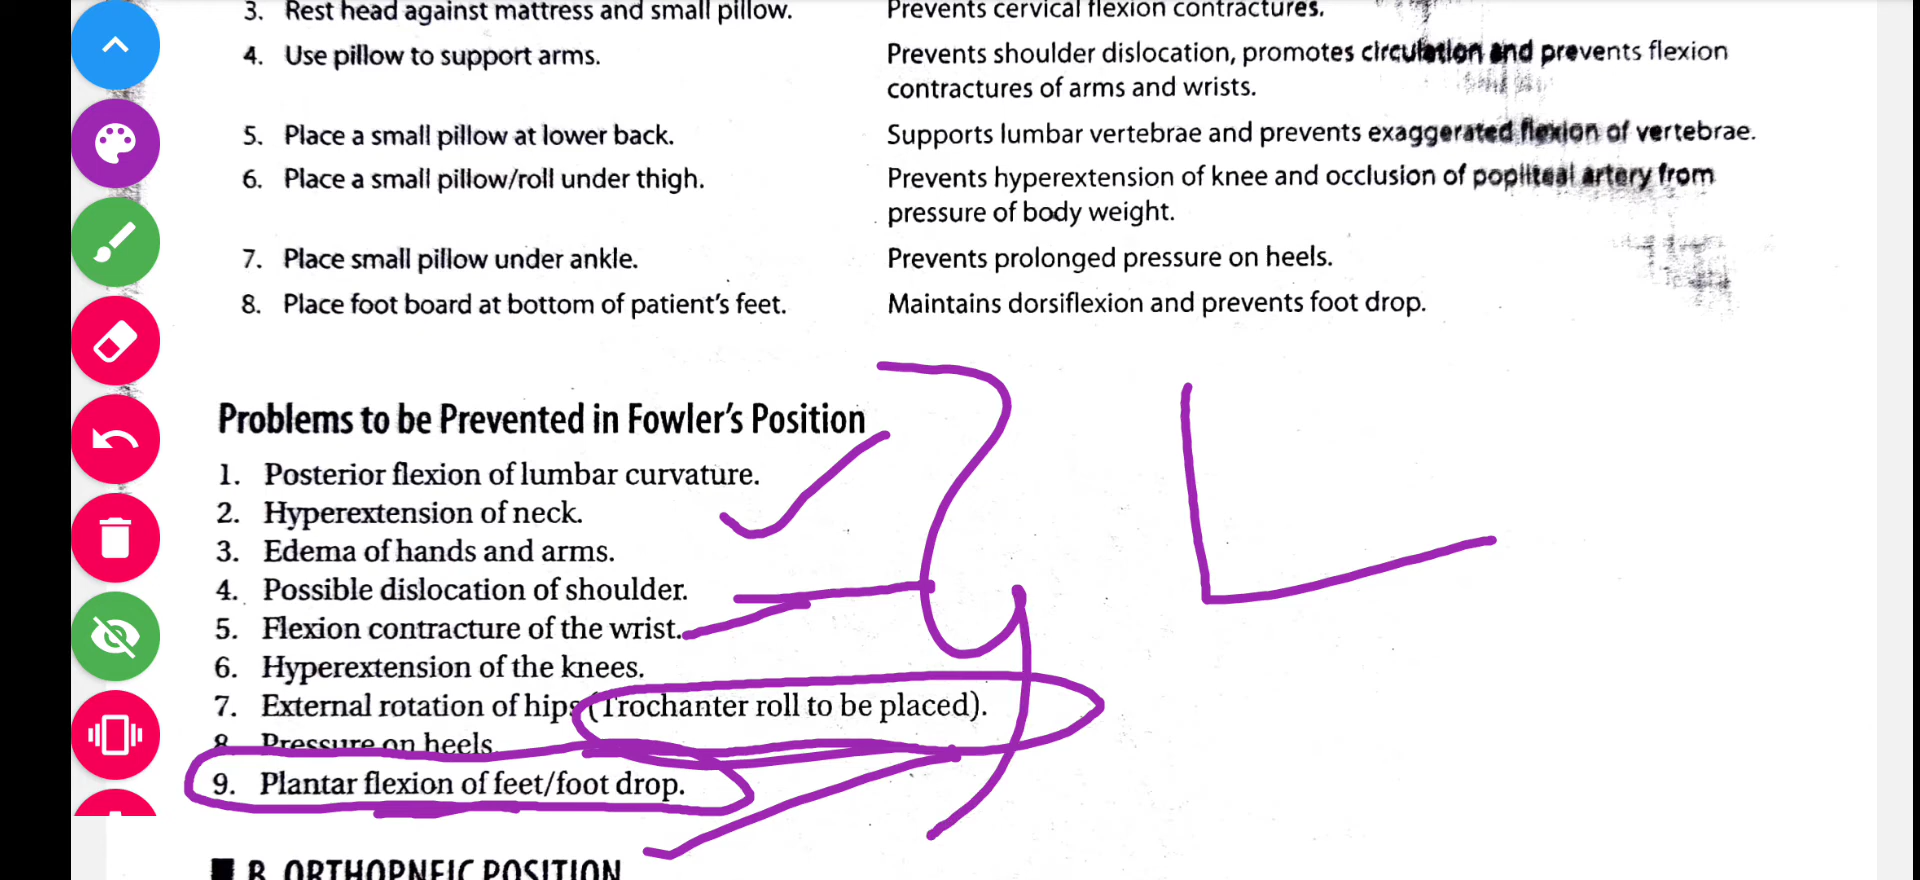 3. Rest head against mattress and small pillow. Prevents cervical flexion contractures.
4. Use pillow to support arms. Prevents shoulder dislocation, promotes circulation and prevents flexion
contractures of arms and wrists.
5. Place a small pillow at lower back. Supports lumbar vertebrae and prevents exaggerated flexion of vertebrae.
6. Place a small pillow/roll under thigh. Prevents hyperextension of knee and occlusion of popliteal artery from
pressure of body weight.
7. Place small pillow under ankle. Prevents prolonged pressure on heels.
8. Place foot board at bottom of patient's feet. Maintains dorsiflexion and prevents foot drop.
Problems to be Prevented in Fowler's Position
1. Posterior flexion of lumbar curvature.
2. Hyperextension of neck.
3. Edema of hands and arms.
4. Possible dislocation of shoulder.
5. Flexion contracture of the wrist.
6. Hyperextension of the knees.
7. External rotation of hips (Trochanter roll to be placed).
8. Pressure on heels.
9. Plantar flexion of feet/foot drop.
B. ORTHOPNEIC POSITION